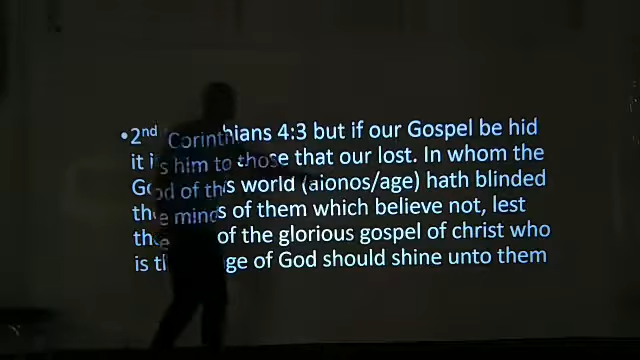 •2nd Corinthians 4:3 but if our Gospel be hid
it is him to those that our lost. In whom the
God of this world (aionos/age) hath blinded
the minds of them which believe not, lest
the of the glorious gospel of christ who
is of God should shine unto them